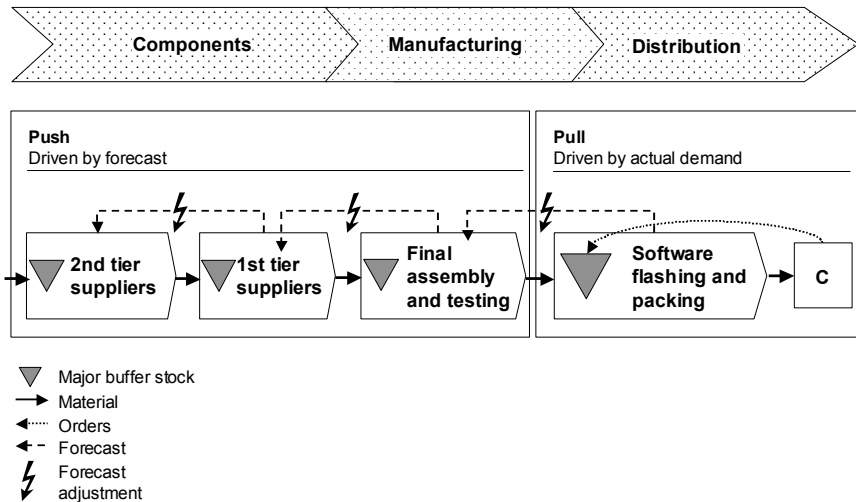 Components
Manufacturing
Distribution
Push
Driven by forecast
Pull
Driven by actual demand
2nd tier
suppliers
1st tier
suppliers
Final
assembly
and testing
Software
flashing and
packing
C
Major buffer stock
Material
Orders
Forecast
Forecast
adjustment